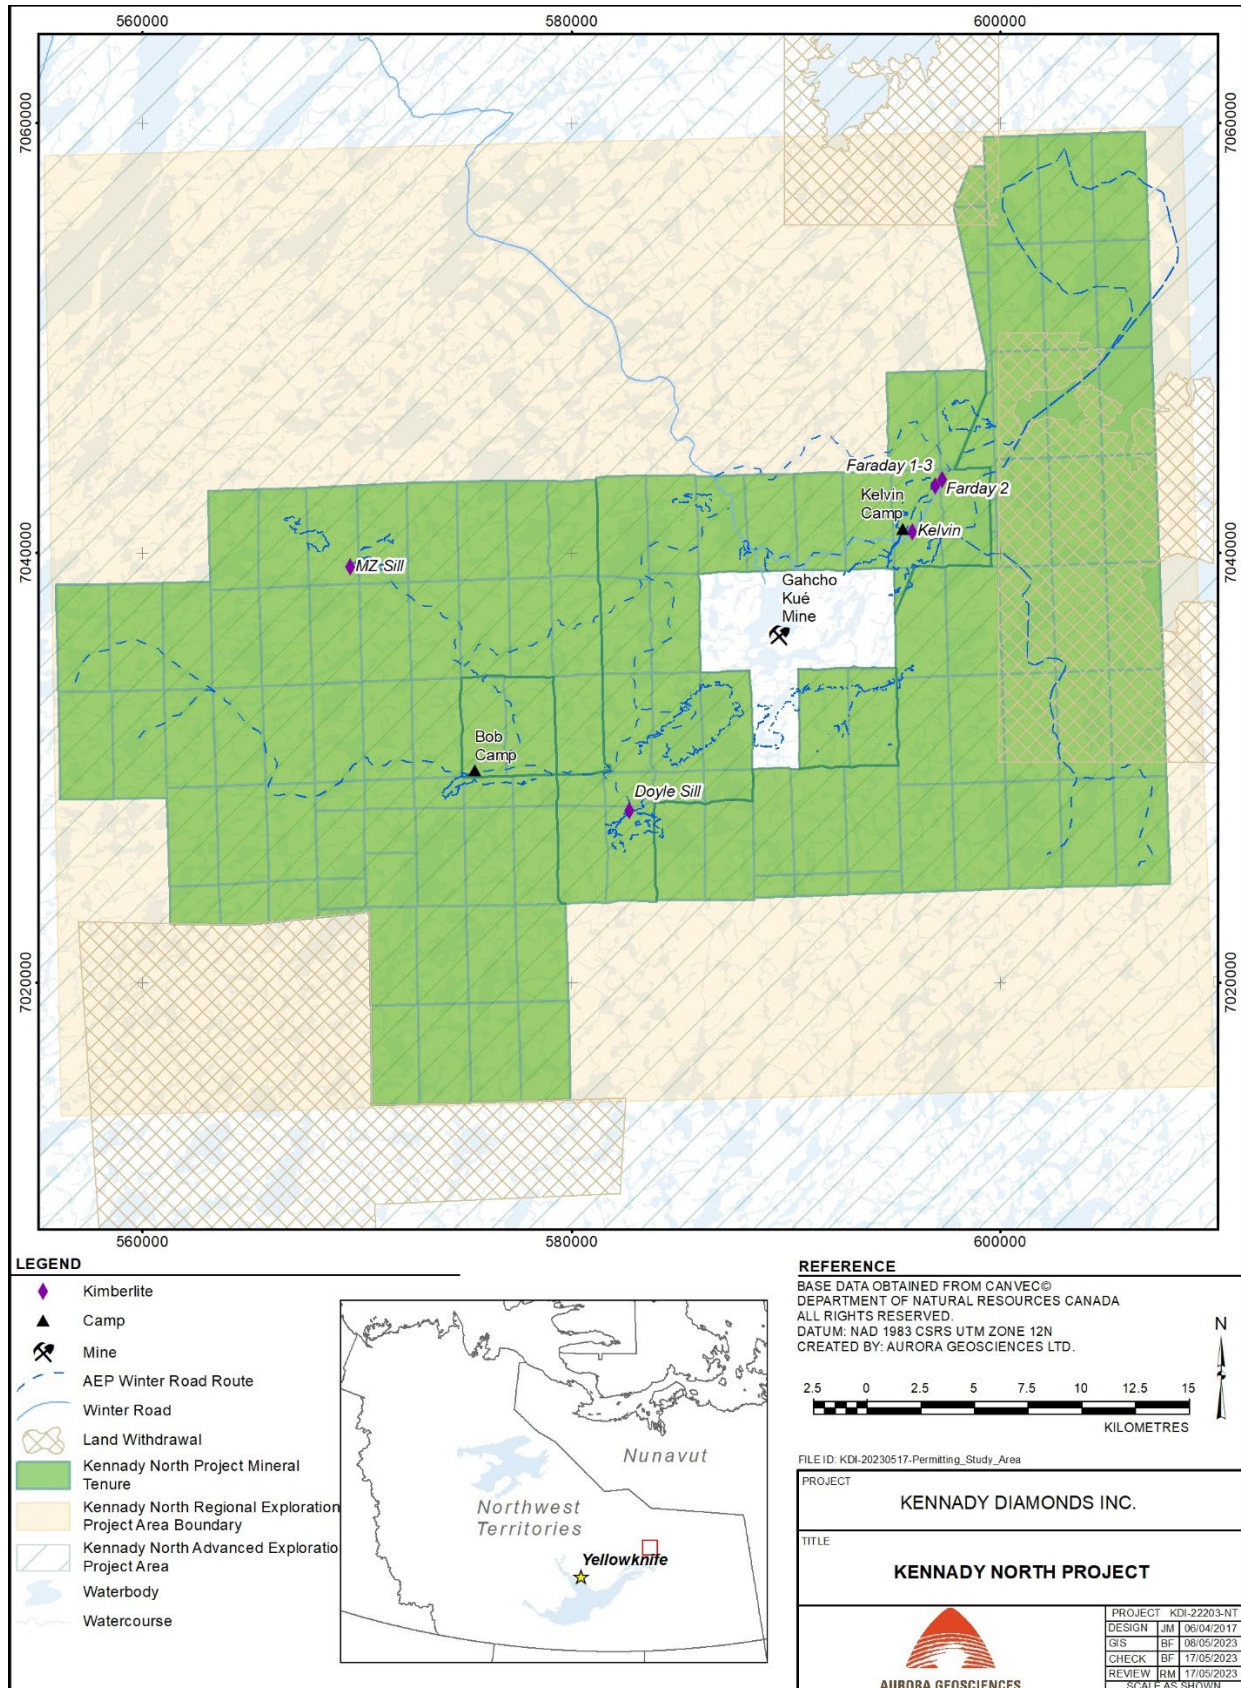 560000
580000
600000
7060000
7060000
Faraday 1-3
Farday 2
Kelvin
Camp
Kelvin
7040000
7040000
MZ Sill
Gahcho
Kué
Mine
Bob
Camp
Doyle Sill
7020000
7020000
560000
580000
600000
LEGEND
Kimberlite
Camp
Mine
AEP Winter Road Route
Winter Road
Land Withdrawal
Kennady North Project Mineral
Tenure
Kennady North Regional Exploration
Project Area Boundary
Kennady North Advanced Exploratio
Project Area
Waterbody
Watercourse
Nunavut
Northwest
Territories
Yellowknife
REFERENCE
BASE DATA OBTAINED FROM CANVEC©
DEPARTMENT OF NATURAL RESOURCES CANADA
ALL RIGHTS RESERVED.
DATUM: NAD 1983 CSRS UTM ZONE 12N
CREATED BY: AURORA GEOSCIENCES LTD.
N
2.5 0 2.5 5 7.5 10 12.5 15
KILOMETRES
FILE ID: KDI-20230517-Permitting_Study_Area
PROJECT
KENNADY DIAMONDS INC.
TITLE
KENNADY NORTH PROJECT
AURORA GEOSCIENCES
PROJECT KDI-22203-NT
DESIGN JM 06/04/2017
GIS BF 08/05/2023
CHECK BF 17/05/2023
REVIEW RM 17/05/2023
SCALE AS SHOWN